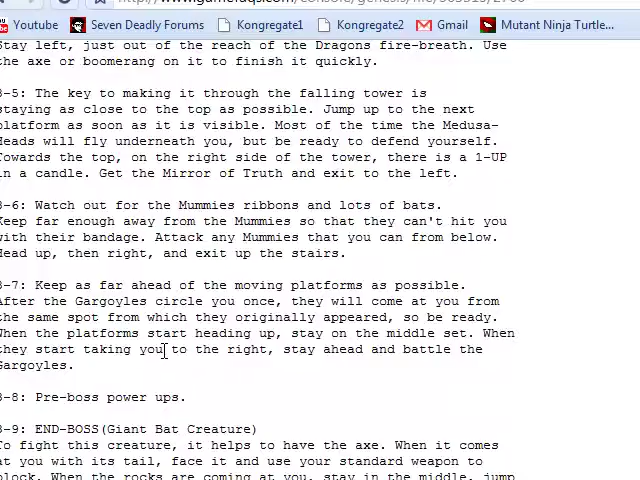 YouTube Seven Deadly Forums Kongregate1 Kongregate2 Gmail Mutant Ninja Turtle...
Stay left, just out of the reach of the Dragons fire-breath. Use
the axe or boomerang on it to finish it quickly.
3-5: The key to making it through the falling tower is
staying as close to the top as possible. Jump up to the next
platform as soon as it is visible. Most of the time the Medusa-
Heads will fly underneath you, but be ready to defend yourself.
Towards the top, on the right side of the tower, there is a 1-UP
in a candle. Get the Mirror of Truth and exit to the left.
3-6: Watch out for the Mummies ribbons and lots of bats.
Keep far enough away from the Mummies so that they can't hit you
with their bandage. Attack any Mummies that you can from below.
Head up, then right, and exit up the stairs.
3-7: Keep as far ahead of the moving platforms as possible.
After the Gargoyles circle you once, they will come at you from
the same spot from which they originally appeared, so be ready.
When the platforms start heading up, stay on the middle set. When
they start taking you to the right, stay ahead and battle the
Gargoyles.
3-8: Pre-boss power ups.
3-9: END-BOSS(Giant Bat Creature)
To fight this creature, it helps to have the axe. When it comes
at you with its tail, face it and use your standard weapon to
block. When the rocks are coming at you, stay in the middle, jump